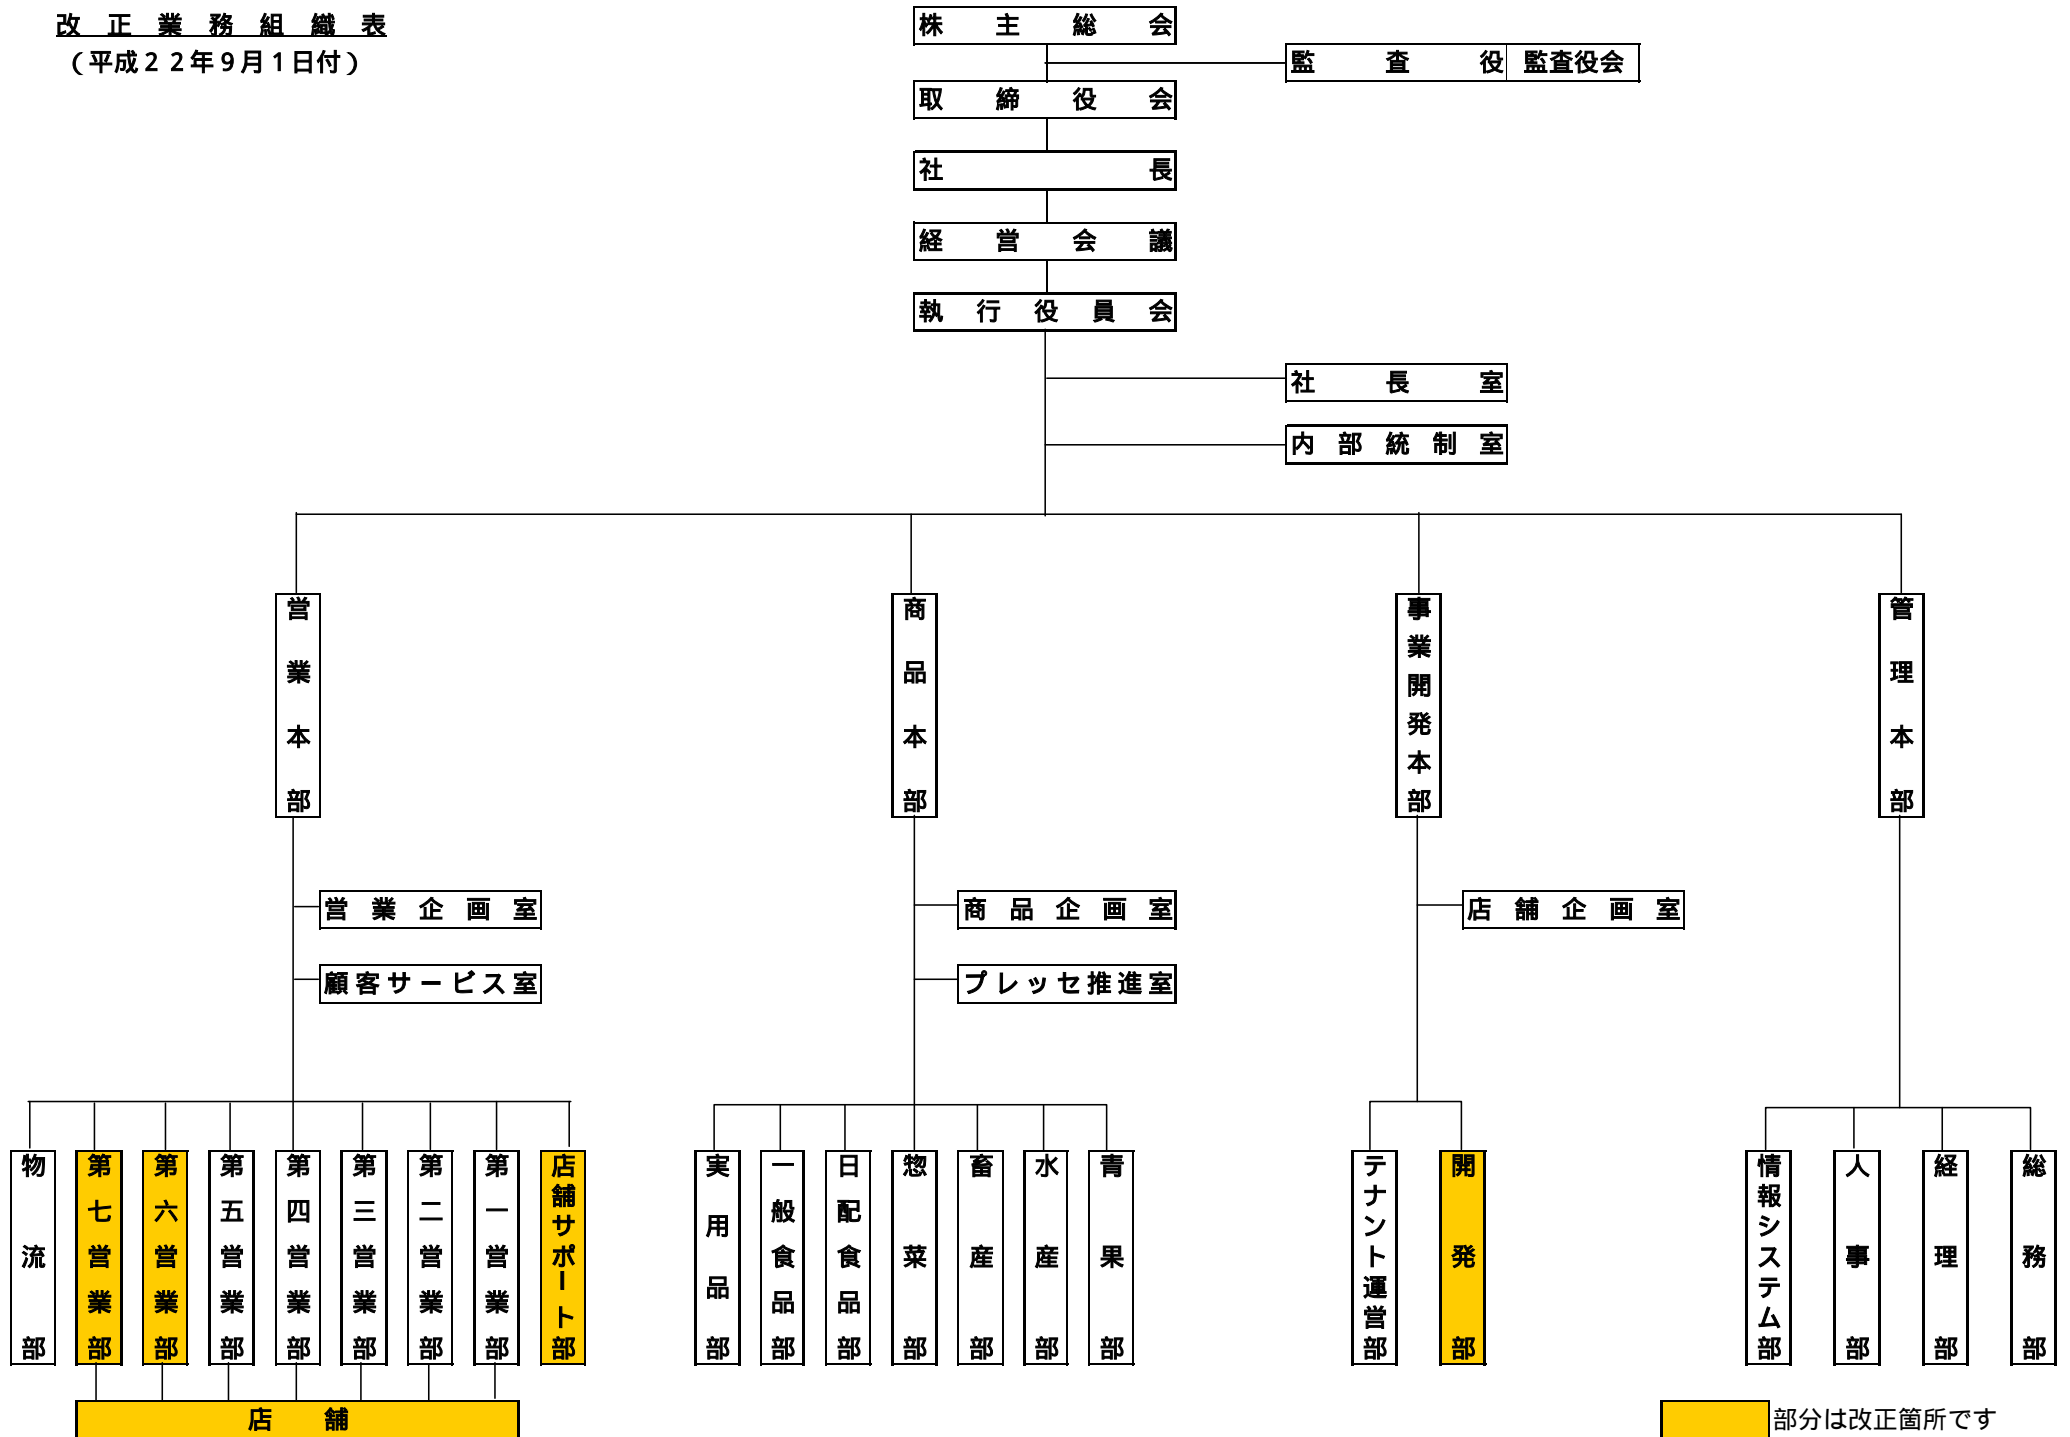 改正業務組織表
(平成22年9月1日付)
株主総会
監査役 監査役会
取締役会
社長
経営会議
執行役員会
社長室
内部統制室
営業本部
商品本部
事業開発本部
管理本部
営業企画室
商品企画室
店舗企画室
顧客サービス室
プレッセ推進室
物流部
第七営業部
第六営業部
第五営業部
第四営業部
第三営業部
第二営業部
第一営業部
店舗サポート部
実用品部
一般食品部
日配食品部
惣菜部
畜産部
水産部
青果部
テナント運営部
開発部
情報システム部
人事部
経理部
総務部
店舗
部分は改正箇所です